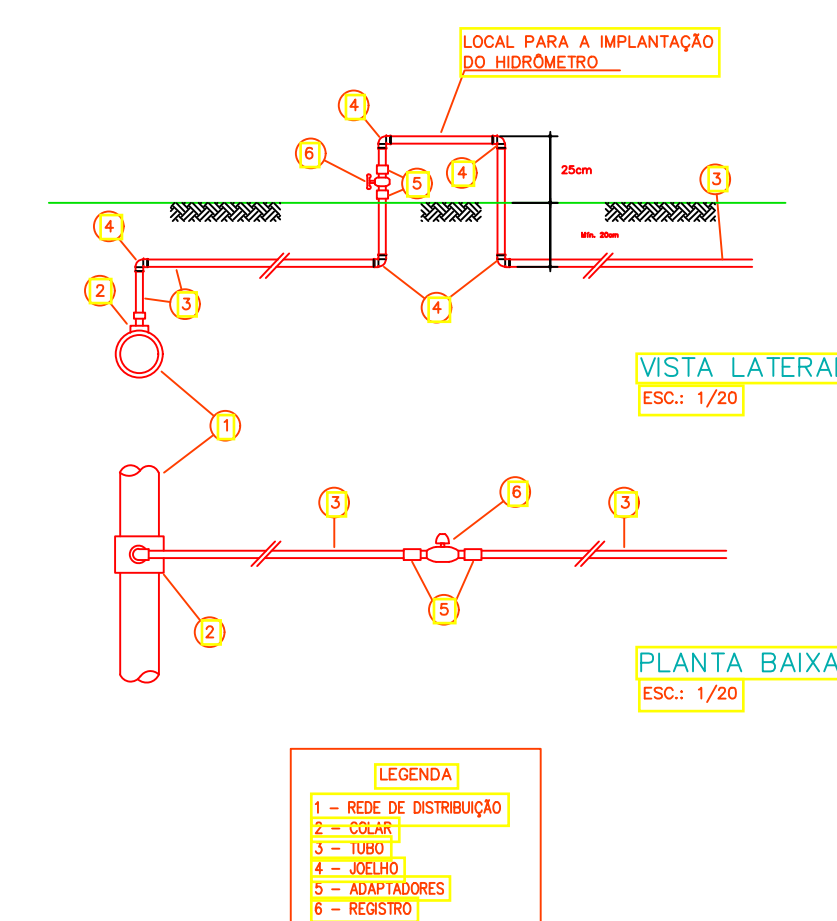 LOCAL PARA A IMPLANTAÇÃO
DO HIDRÔMETRO
4
6
4
5
3
25cm
Min. 20cm
4
2
3
4
VISTA LATERAL
ESC.: 1/20
1
3
6
3
5
2
PLANTA BAIXA
ESC.: 1/20
LEGENDA
1 - REDE DE DISTRIBUIÇÃO
2 - COLAR
3 - TUBO
4 - JOELHO
5 - ADAPTADORES
6 - REGISTRO